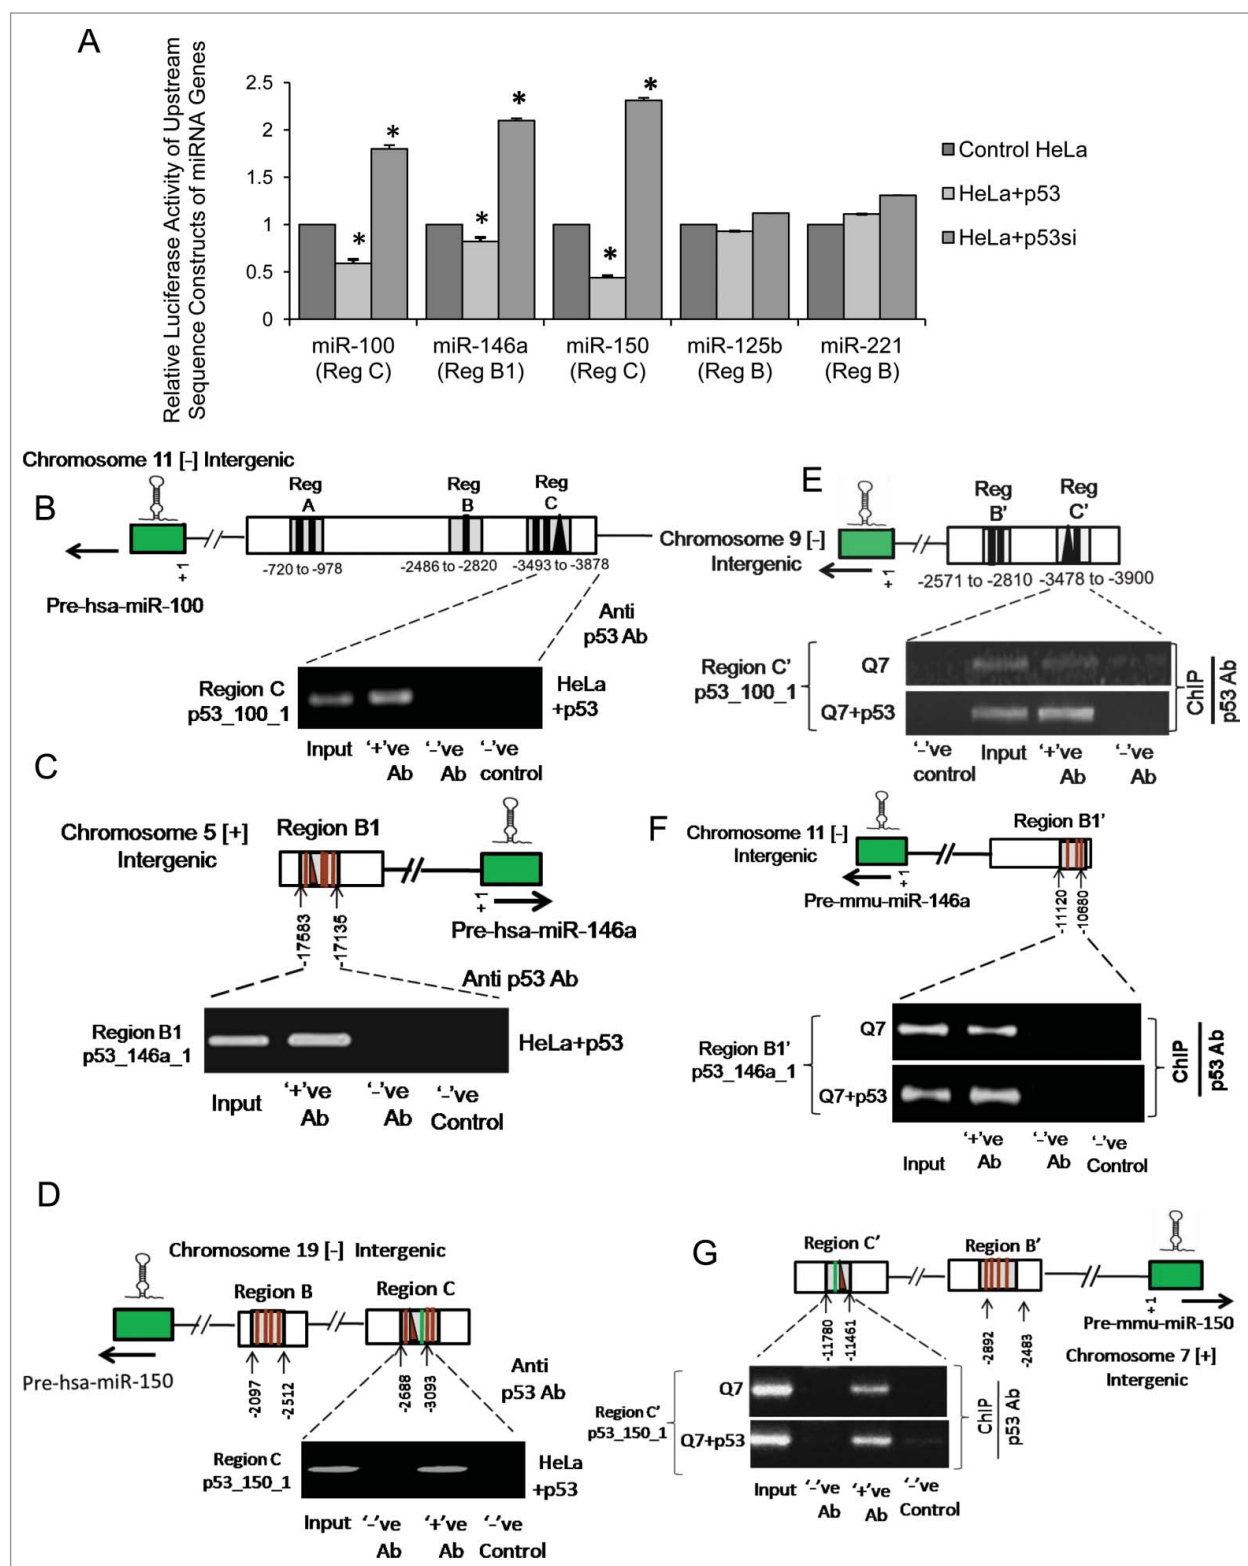 A
Relative Luciferase Activity of Upstream
Sequence Constructs of miRNA Genes
2.5
2
1.5
1
0.5
0
* * * * * *
miR-100
(Reg C)
miR-146a
(Reg B1)
miR-150
(Reg C)
miR-125b
(Reg B)
miR-221
(Reg B)
Control HeLa
HeLa+p53
HeLa+p53si
B
Chromosome 11 [-] Intergenic
Reg
A
Reg
B
Reg
C
+1
-720 to -978
-2486 to -2820
-3493 to -3878
Pre-hsa-miR-100
Anti
p53 Ab
Region C
p53_100_1
HeLa
+p53
Input
'+'ve
Ab
'-'ve
Ab
'-'ve
control
C
Chromosome 5 [+]
Intergenic
Region B1
+1
-17583
-17135
Pre-hsa-miR-146a
Anti p53 Ab
Region B1
p53_146a_1
HeLa+p53
Input
'+'ve
Ab
'-'ve
Ab
'-'ve
Control
D
Chromosome 19 [-] Intergenic
Region B
Region C
Pre-hsa-miR-150
-2097
-2512
-2688
-3093
Anti
p53 Ab
Region C
p53_150_1
HeLa
+p53
Input
'-'ve
Ab
'+'ve
Ab
'-'ve
Control
E
Reg
B'
Reg
C'
Chromosome 9 [-]
Intergenic
+1
-2571 to -2810
-3478 to -3900
Region C'
p53_100_1
Q7
Q7+p53
ChIP
p53 Ab
'-'ve
control
Input
'+'ve
Ab
'-'ve
Ab
F
Chromosome 11 [-]
Intergenic
Region B1'
+1
Pre-mmu-miR-146a
-11120
-10680
Region B1'
p53_146a_1
Q7
Q7+p53
ChIP
p53 Ab
Input
'+'ve
Ab
'-'ve
Ab
'-'ve
Control
G
Region C'
Region B'
-11780
-11461
-2892
-2483
+1
Pre-mmu-miR-150
Chromosome 7 [+]
Intergenic
Region C'
p53_150_1
Q7
Q7+p53
ChIP
p53 Ab
Input
'-'ve
Ab
'+'ve
Ab
'-'ve
Control